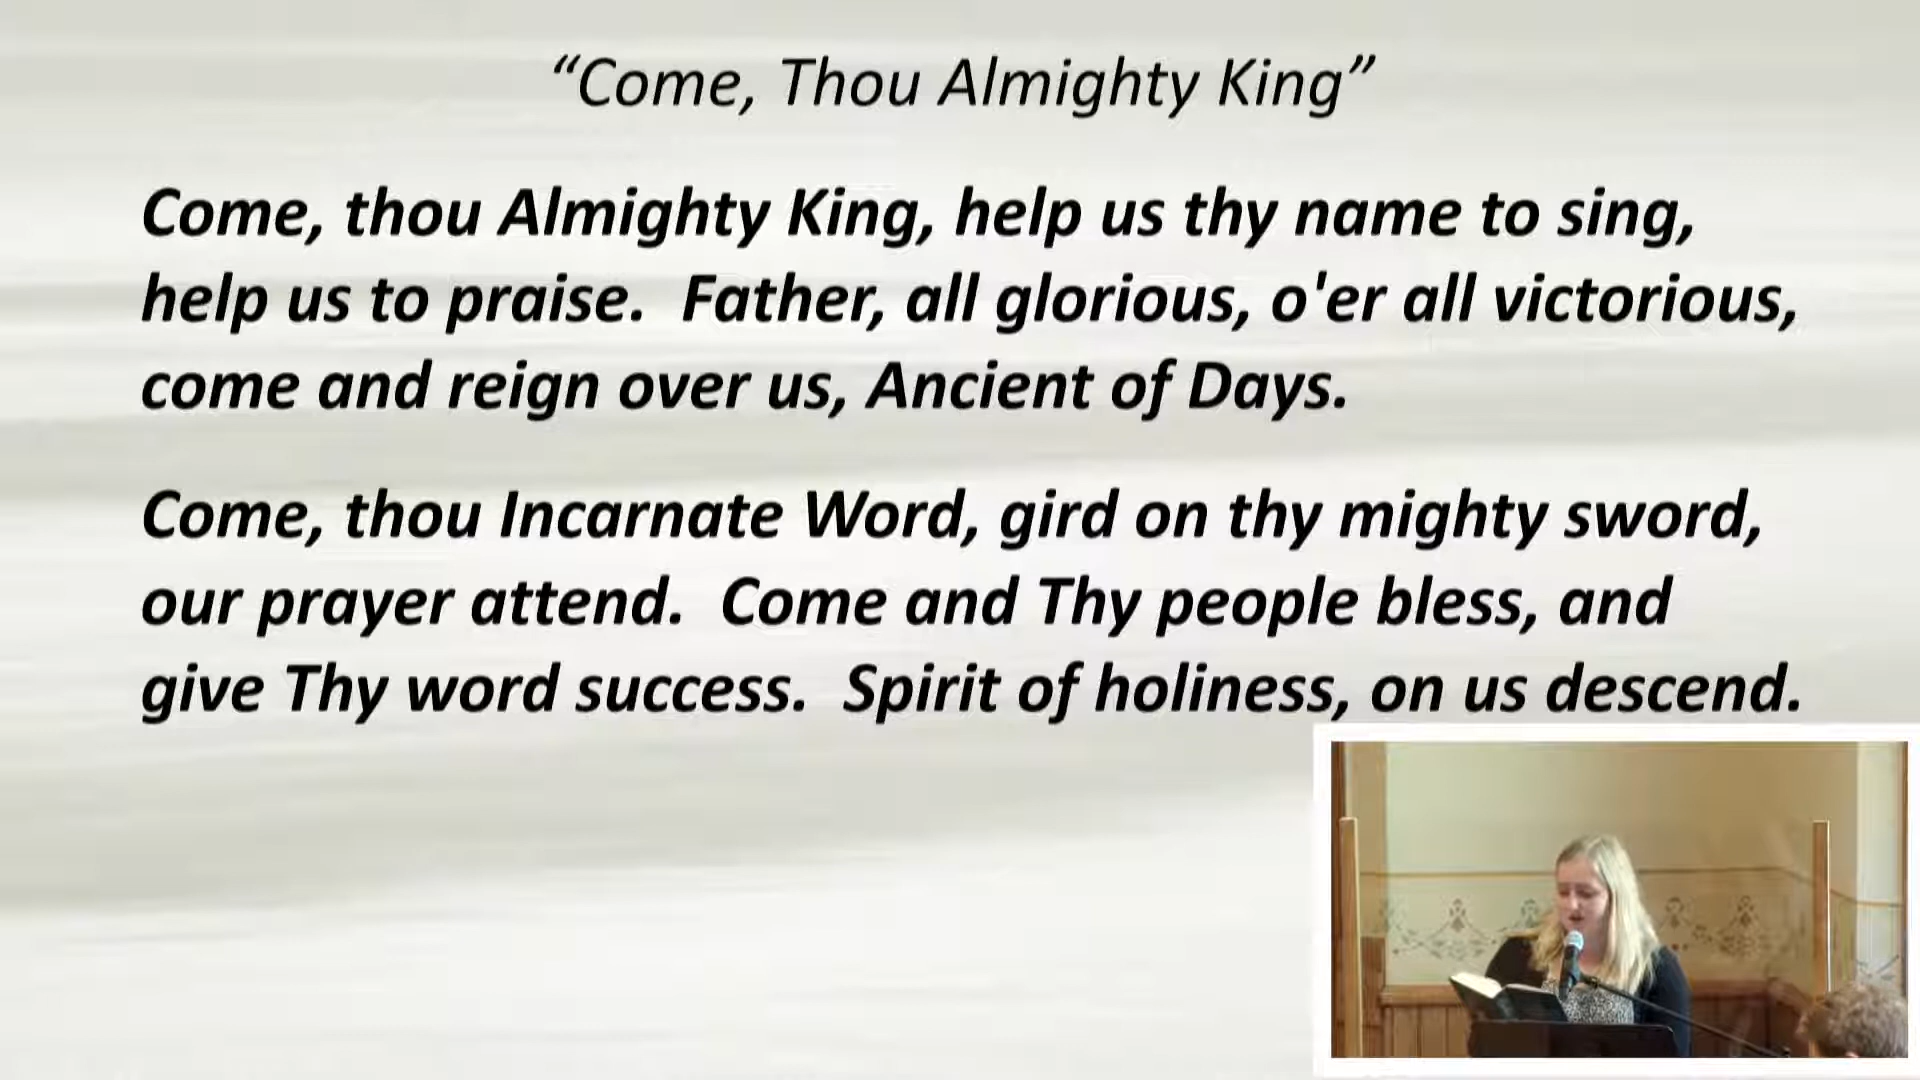 “Come, Thou Almighty King”
Come, thou Almighty King, help us thy name to sing,
help us to praise.  Father, all glorious, o'er all victorious,
come and reign over us, Ancient of Days.
Come, thou Incarnate Word, gird on thy mighty sword,
our prayer attend.  Come and Thy people bless, and
give Thy word success.  Spirit of holiness, on us descend.